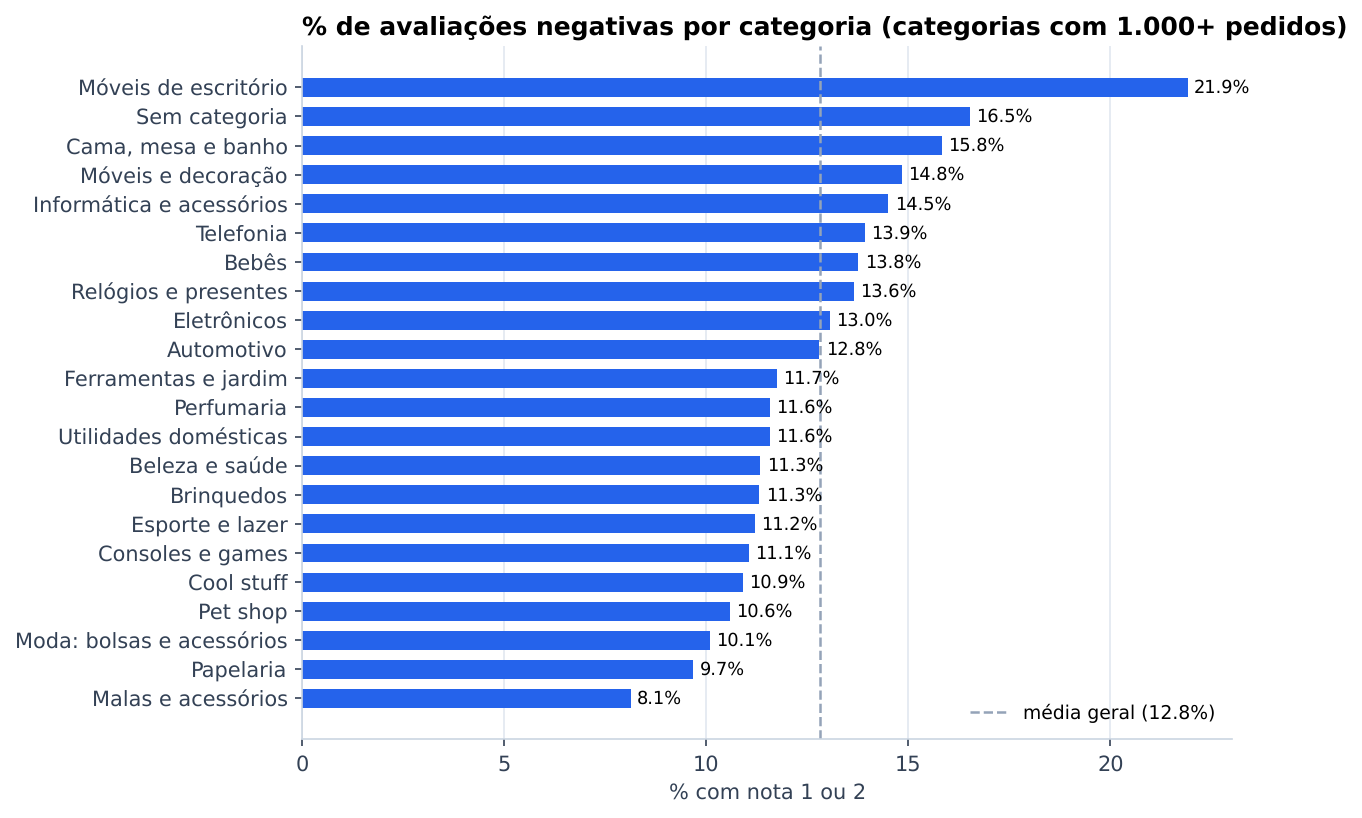 % de avaliações negativas por categoria (categorias com 1.000+ pedidos)
Móveis de escritório 21.9%
Sem categoria 16.5%
Cama, mesa e banho 15.8%
Móveis e decoração 14.8%
Informática e acessórios 14.5%
Telefonia 13.9%
Bebês 13.8%
Relógios e presentes 13.6%
Eletrônicos 13.0%
Automotivo 12.8%
Ferramentas e jardim 11.7%
Perfumaria 11.6%
Utilidades domésticas 11.6%
Beleza e saúde 11.3%
Brinquedos 11.3%
Esporte e lazer 11.2%
Consoles e games 11.1%
Cool stuff 10.9%
Pet shop 10.6%
Moda: bolsas e acessórios 10.1%
Papelaria 9.7%
Malas e acessórios 8.1%
média geral (12.8%)
0 5 10 15 20
% com nota 1 ou 2